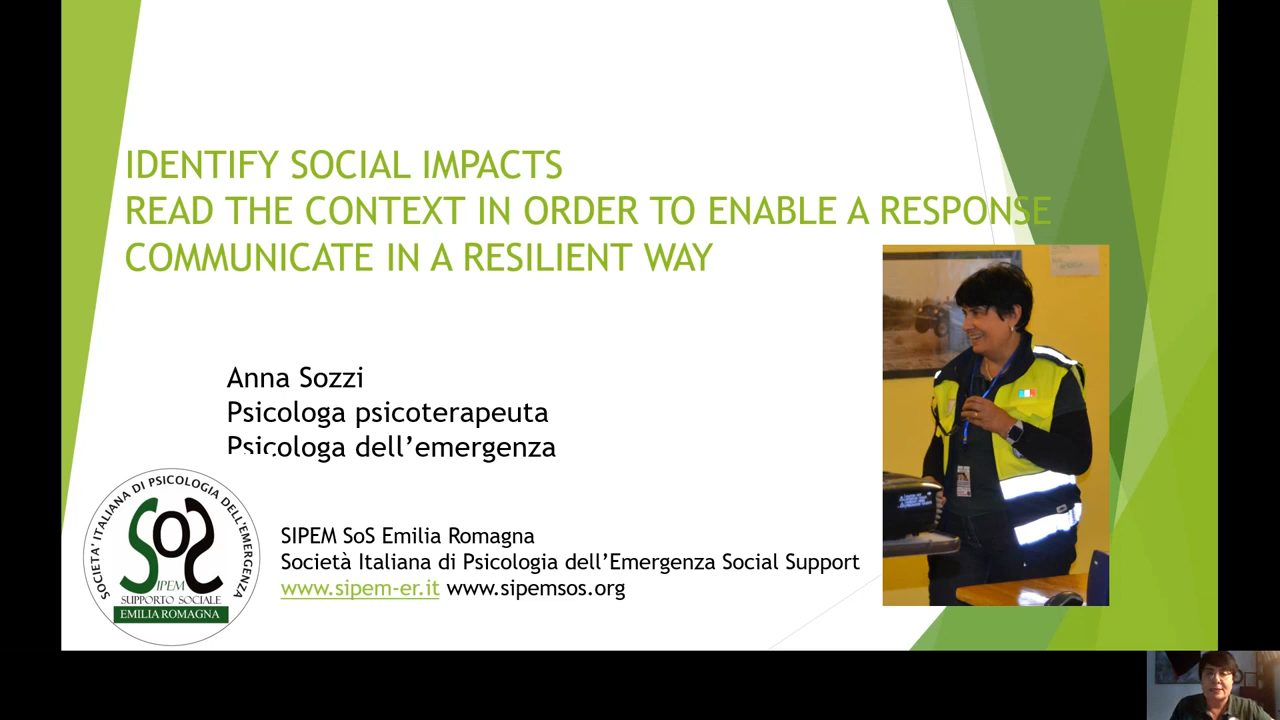 IDENTIFY SOCIAL IMPACTS
READ THE CONTEXT IN ORDER TO ENABLE A RESPONSE
COMMUNICATE IN A RESILIENT WAY
Anna Sozzi
Psicologa psicoterapeuta
Psicologa dell’emergenza
SOCIETA' ITALIANA DI PSICOLOGIA DELL'EMERGENZA
SOS
SIPEM
SUPPORTO SOCIALE
EMILIA ROMAGNA
SIPEM SoS Emilia Romagna
Società Italiana di Psicologia dell’Emergenza Social Support
www.sipem-er.it www.sipemsos.org